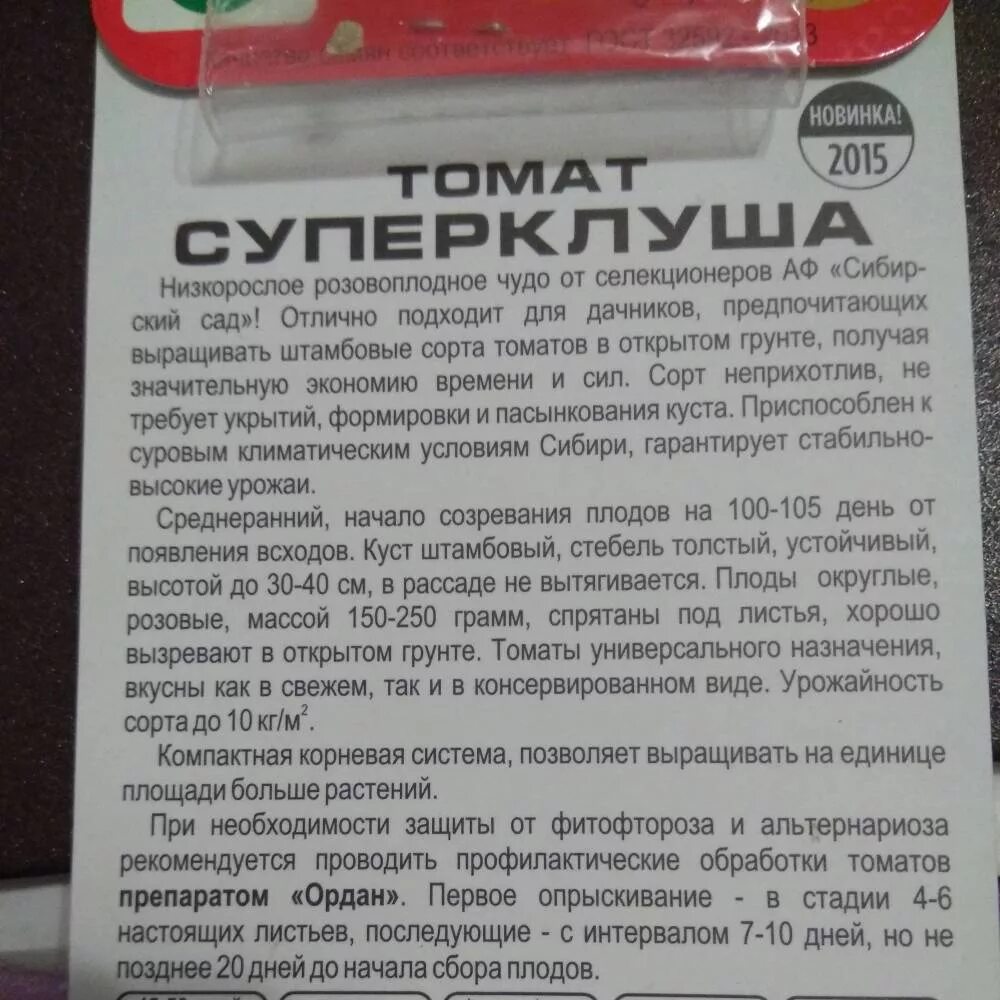 Качество семян соответствует ГОСТ 32592-2013
НОВИНКА!
2015
ТОМАТ
СУПЕРКЛУША
Низкорослое розовоплодное чудо от селекционеров АФ «Сибир-
ский сад»! Отлично подходит для дачников, предпочитающих
выращивать штамбовые сорта томатов в открытом грунте, получая
значительную экономию времени и сил. Сорт неприхотлив, не
требует укрытий, формировки и пасынкования куста. Приспособлен к
суровым климатическим условиям Сибири, гарантирует стабильно-
высокие урожаи.
Среднеранний, начало созревания плодов на 100-105 день от
появления всходов. Куст штамбовый, стебель толстый, устойчивый,
высотой до 30-40 см, в рассаде не вытягивается. Плоды округлые,
розовые, массой 150-250 грамм, спрятаны под листья, хорошо
вызревают в открытом грунте. Томаты универсального назначения,
вкусны как в свежем, так и в консервированном виде. Урожайность
сорта до 10 кг/м².
Компактная корневая система, позволяет выращивать на единице
площади больше растений.
При необходимости защиты от фитофтороза и альтернариоза
рекомендуется проводить профилактические обработки томатов
препаратом «Ордан». Первое опрыскивание - в стадии 4-6
настоящих листьев, последующие - с интервалом 7-10 дней, но не
позднее 20 дней до начала сбора плодов.